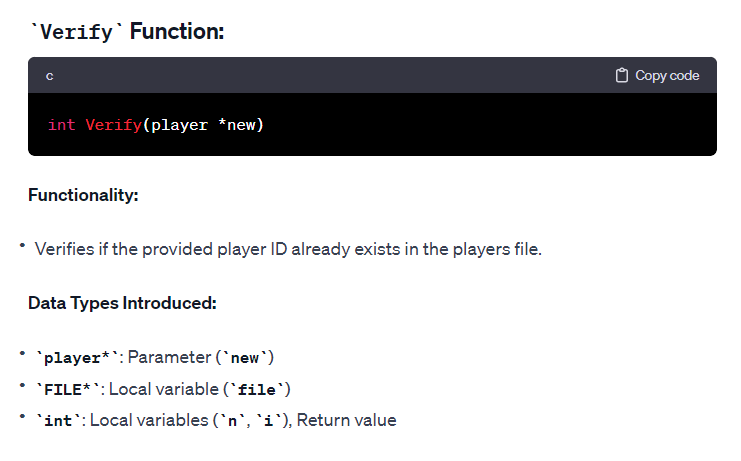 `Verify` Function:
c Copy code
int Verify(player *new)
Functionality:
• Verifies if the provided player ID already exists in the players file.
Data Types Introduced:
• `player*`: Parameter (`new`)
• `FILE*`: Local variable (`file`)
• `int`: Local variables (`n`, `i`), Return value